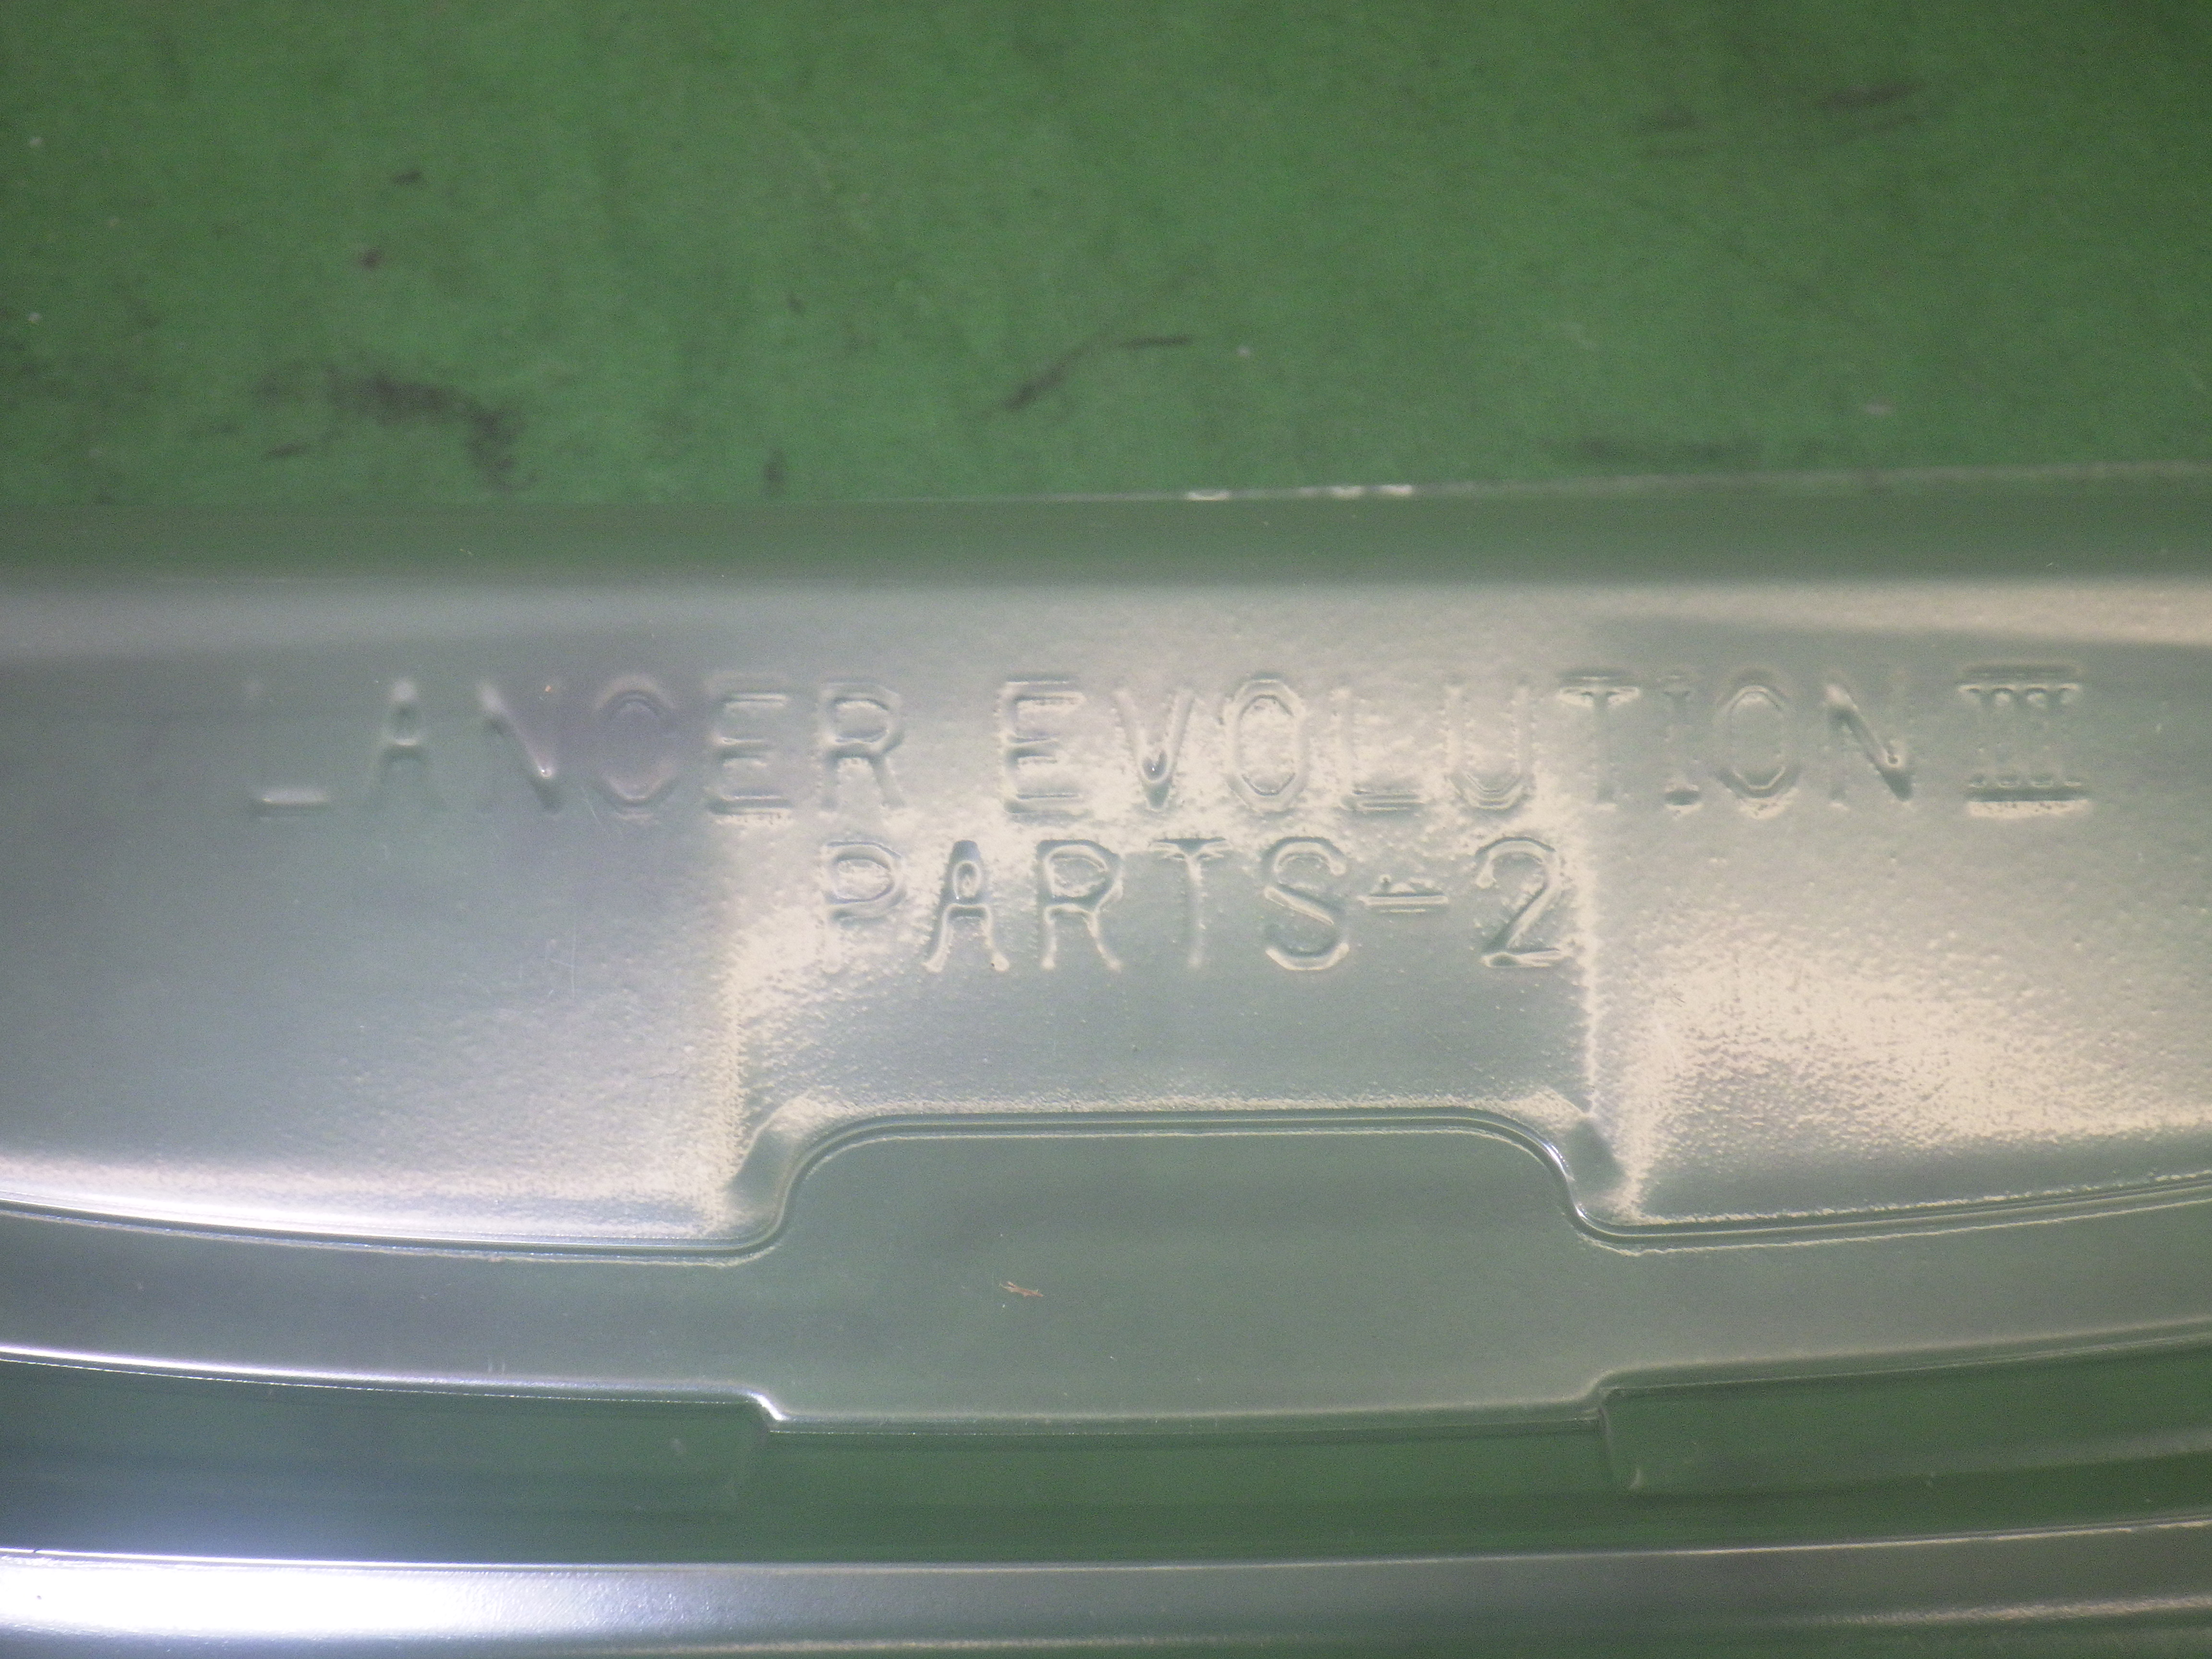 LANCER EVOLUTION III
PARTS-2